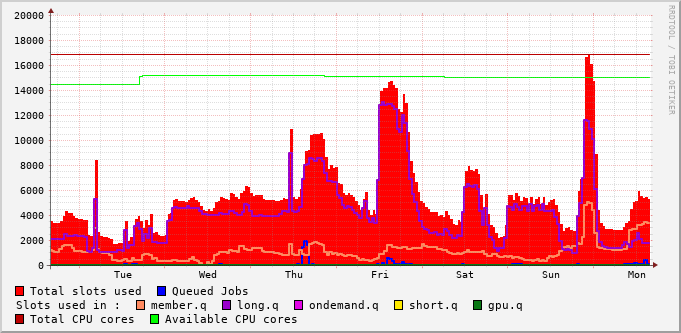 20000
18000
16000
14000
12000
10000
8000
6000
4000
2000
0
Tue Wed Thu Fri Sat Sun Mon
RRDTOOL / TOBI OETIKER
Total slots used Queued Jobs
Slots used in : member.q long.q ondemand.q short.q gpu.q
Total CPU cores Available CPU cores